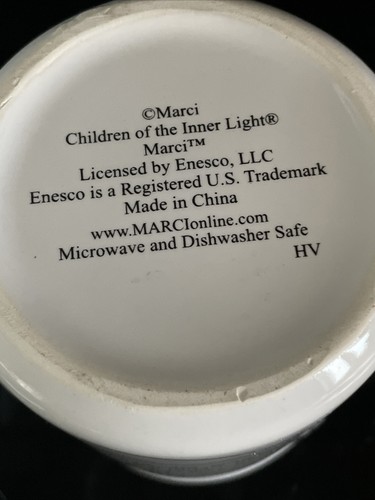 ©Marci
Children of the Inner Light®
Marci™
Licensed by Enesco, LLC
Enesco is a Registered U.S. Trademark
Made in China
www.MARCIonline.com
Microwave and Dishwasher Safe
HV